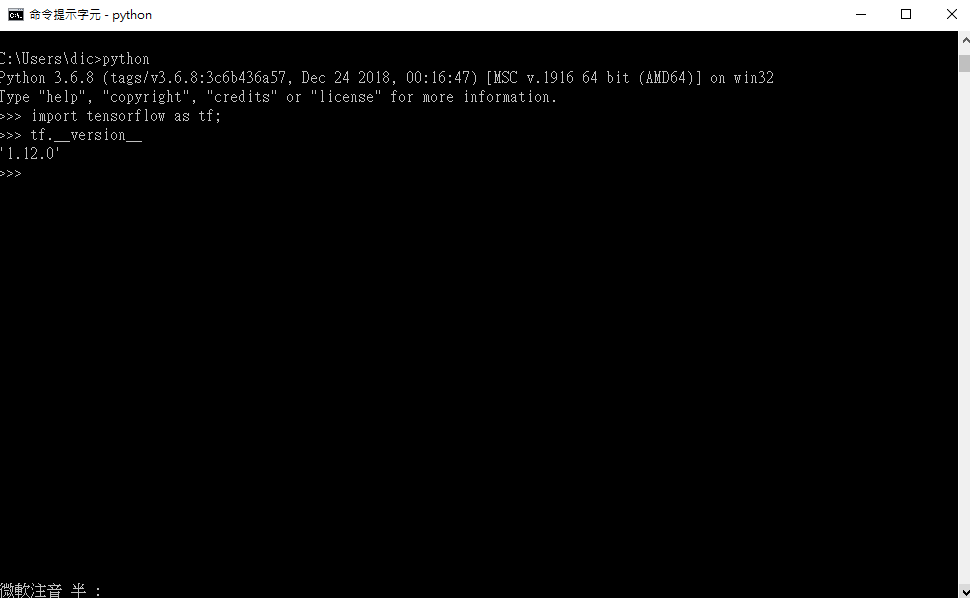 命令提示字元 - python
C:\Users\dic>python
Python 3.6.8 (tags/v3.6.8:3c6b436a57, Dec 24 2018, 00:16:47) [MSC v.1916 64 bit (AMD64)] on win32
Type "help", "copyright", "credits" or "license" for more information.
>>> import tensorflow as tf;
>>> tf.__version__
'1.12.0'
>>>
微軟注音 半 :